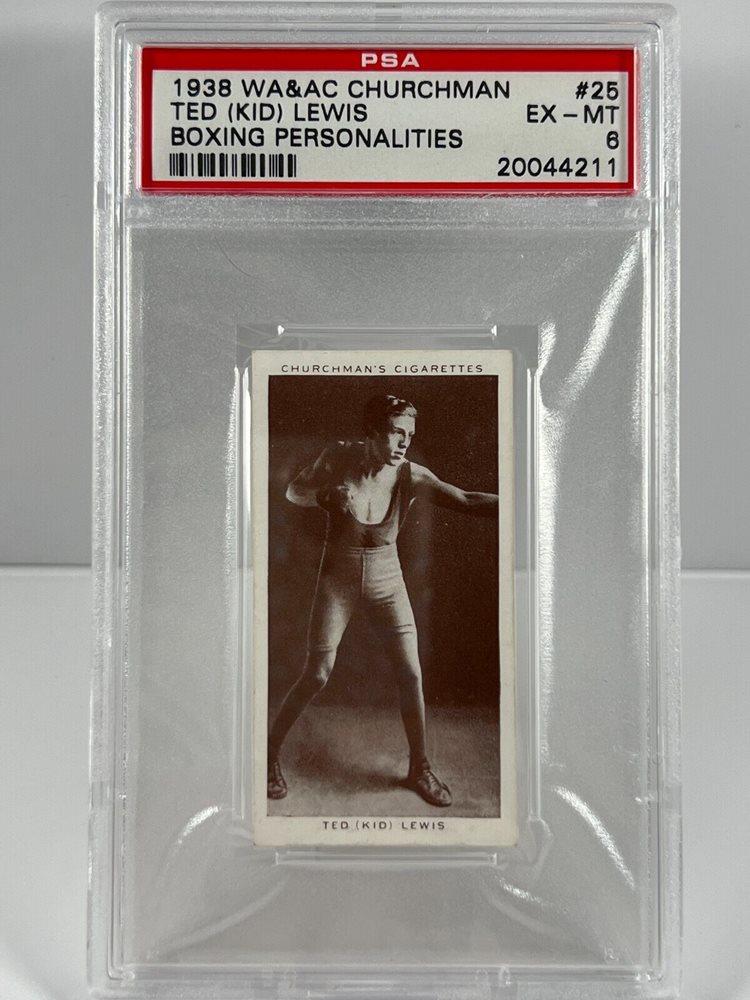 PSA
1938 WA&AC CHURCHMAN #25
TED (KID) LEWIS EX-MT
BOXING PERSONALITIES 6
20044211
CHURCHMAN'S CIGARETTES
TED (KID) LEWIS